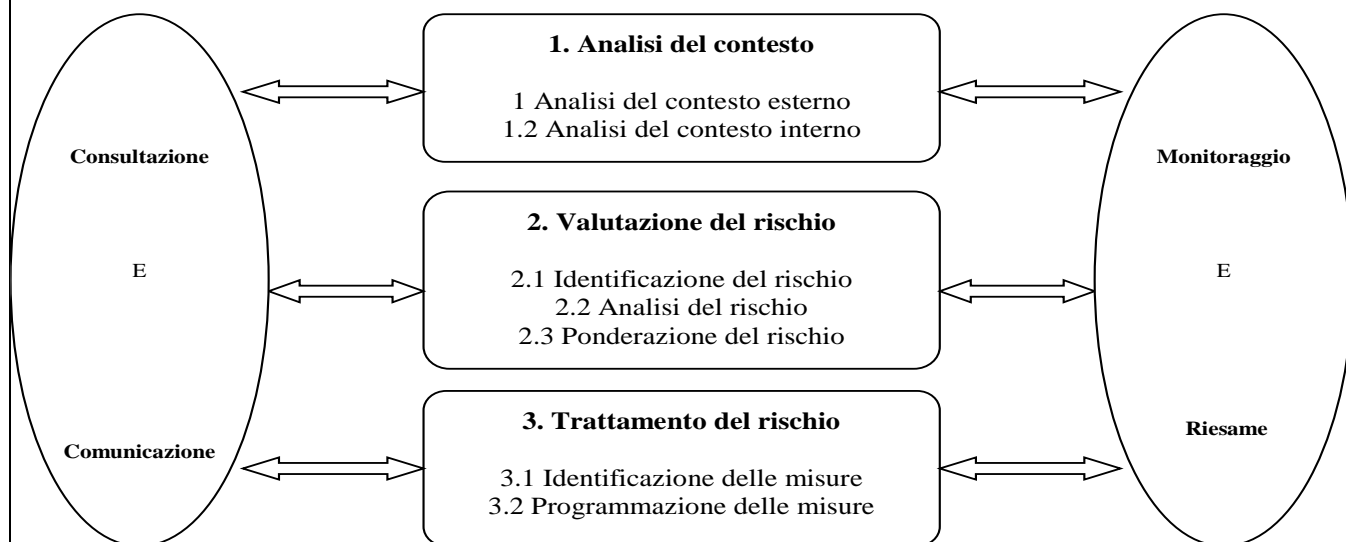 Consultazione
E
Comunicazione
1. Analisi del contesto
1 Analisi del contesto esterno
1.2 Analisi del contesto interno
2. Valutazione del rischio
2.1 Identificazione del rischio
2.2 Analisi del rischio
2.3 Ponderazione del rischio
3. Trattamento del rischio
3.1 Identificazione delle misure
3.2 Programmazione delle misure
Monitoraggio
E
Riesame